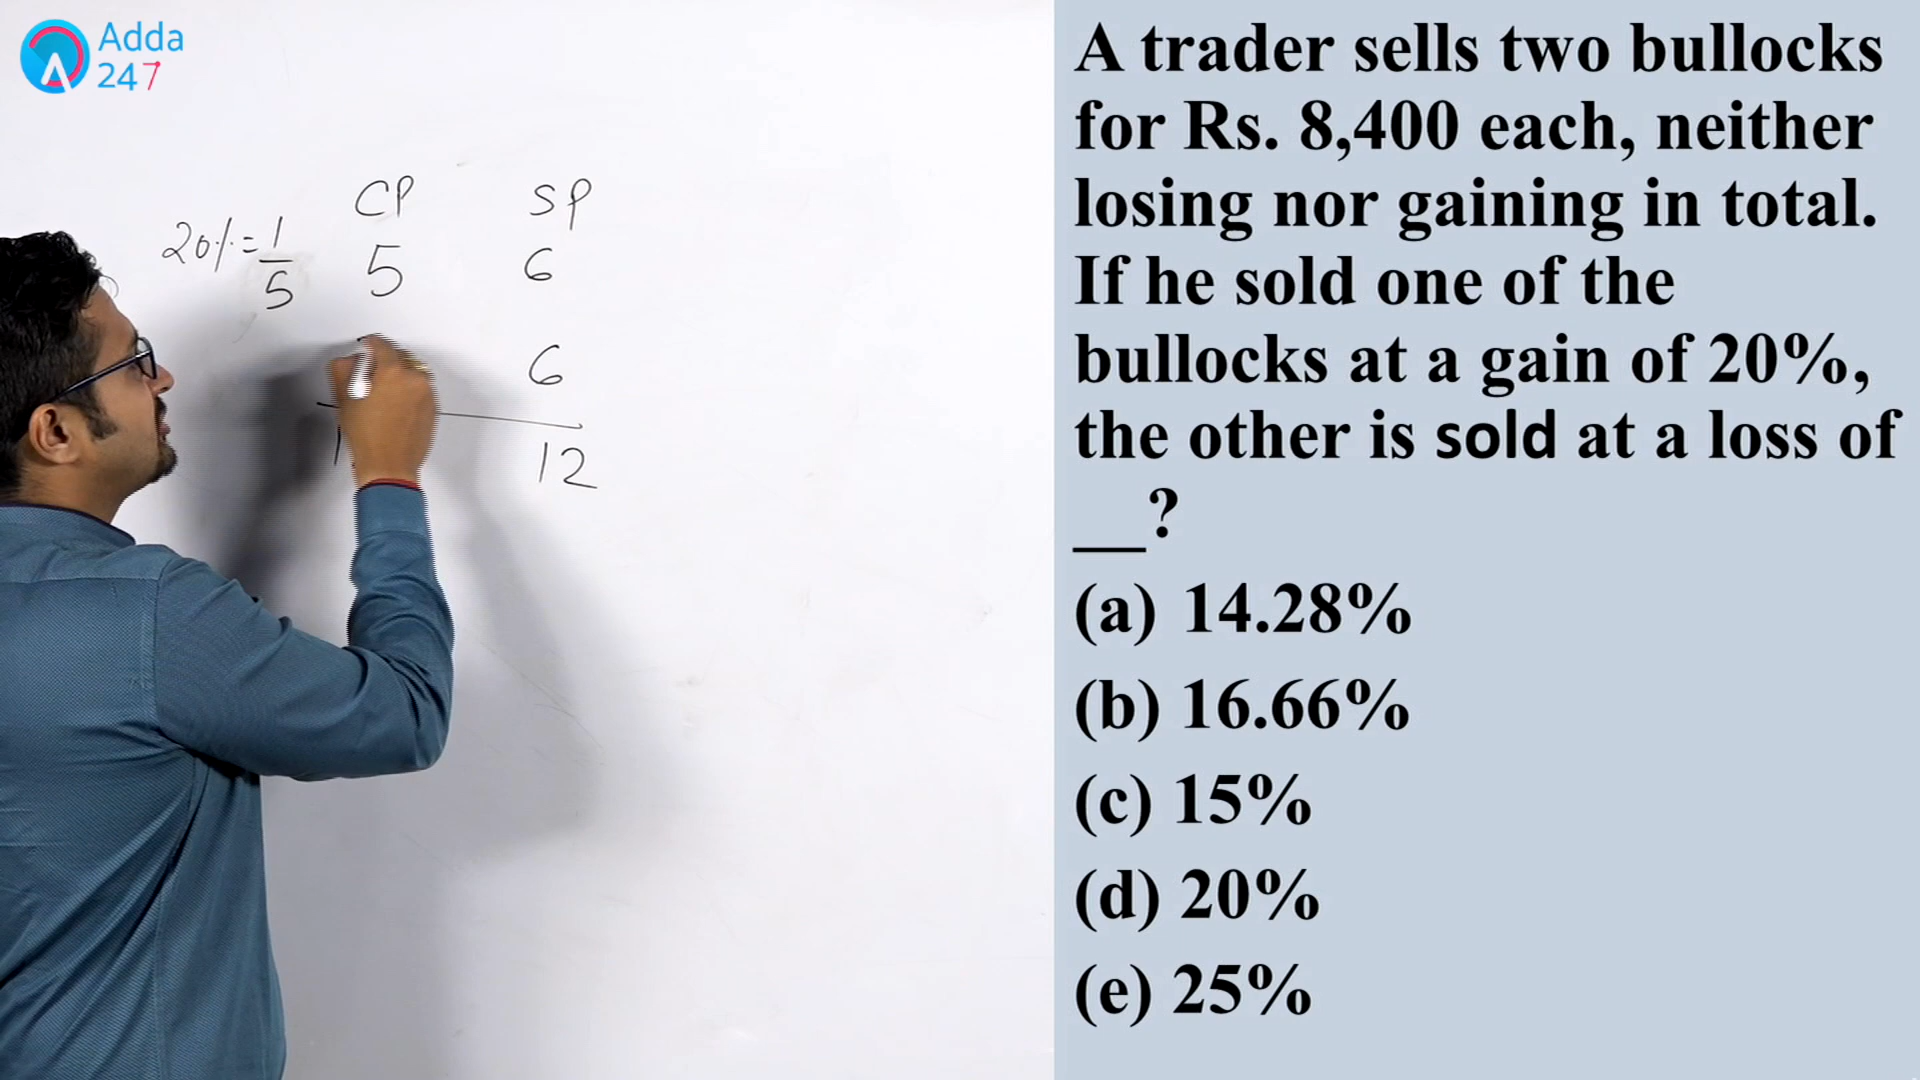 Adda
247
CP SP
20%=1/5 5 6
6
12
A trader sells two bullocks
for Rs. 8,400 each, neither
losing nor gaining in total.
If he sold one of the
bullocks at a gain of 20%,
the other is sold at a loss of
__?
(a) 14.28%
(b) 16.66%
(c) 15%
(d) 20%
(e) 25%